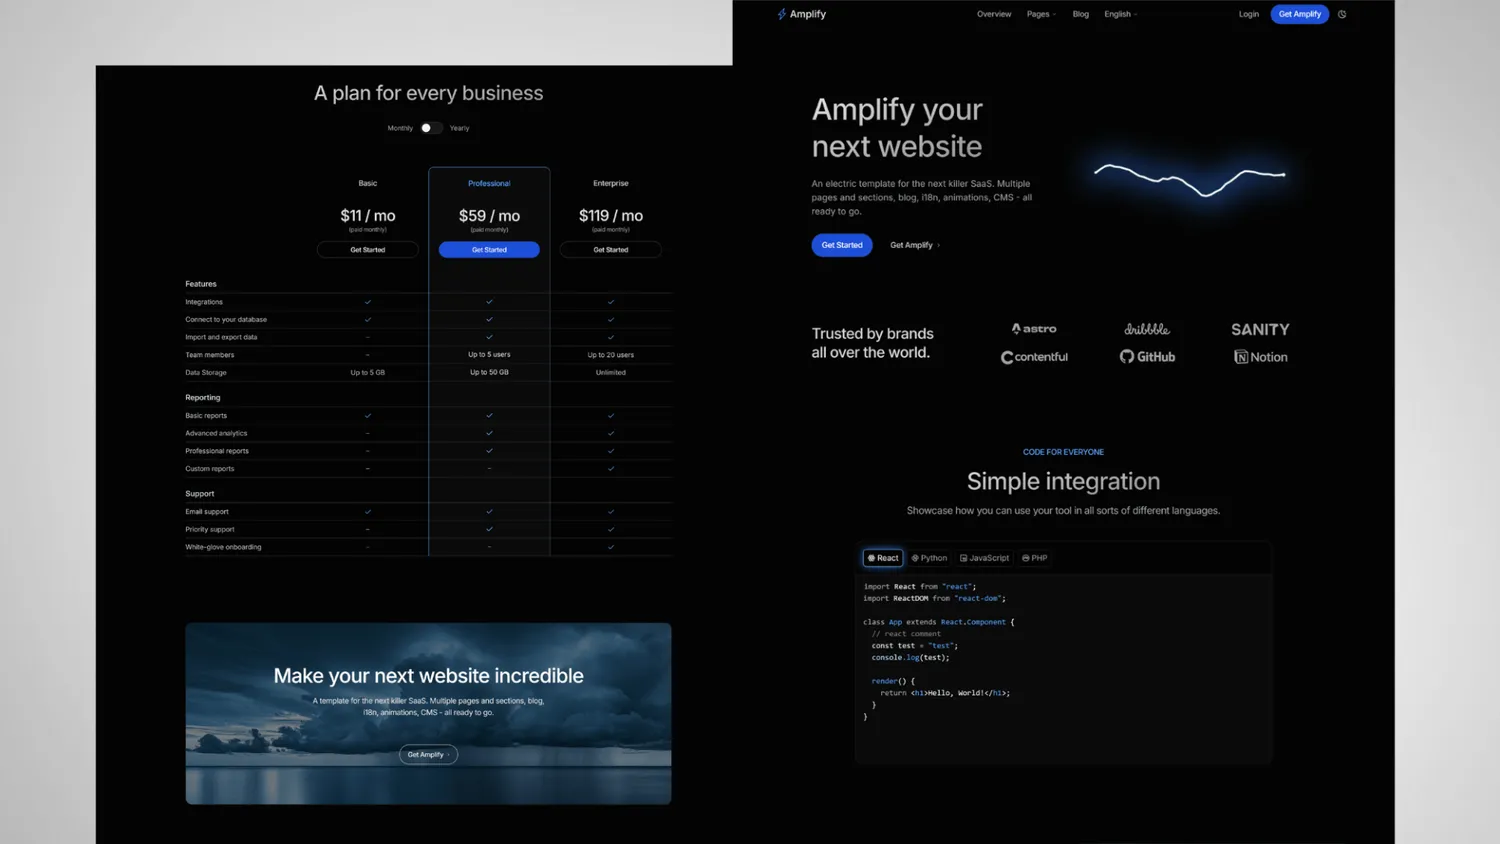 Amplify
Overview Pages Blog English
Login Get Amplify
A plan for every business
Monthly Yearly
Basic Professional Enterprise
$11 / mo $59 / mo $119 / mo
(paid monthly) (paid monthly) (paid monthly)
Get Started Get Started Get Started
Features
Integrations
Connect to your database
Import and export data –
Team members – Up to 5 users Up to 20 users
Data Storage Up to 5 GB Up to 50 GB Unlimited
Reporting
Basic reports
Advanced analytics –
Professional reports –
Custom reports – –
Support
Email support
Priority support –
White-glove onboarding – –
Make your next website incredible
A template for the next killer SaaS. Multiple pages and sections, blog,
i18n, animations, CMS - all ready to go.
Get Amplify
Amplify your
next website
An electric template for the next killer SaaS. Multiple
pages and sections, blog, i18n, animations, CMS - all
ready to go.
Get Started Get Amplify
Trusted by brands
all over the world.
astro dribbble SANITY
contentful GitHub Notion
CODE FOR EVERYONE
Simple integration
Showcase how you can use your tool in all sorts of different languages.
React Python JavaScript PHP
import React from "react";
import ReactDOM from "react-dom";
class App extends React.Component {
// react comment
const test = "test";
console.log(test);
render() {
return <h1>Hello, World!</h1>;
}
}